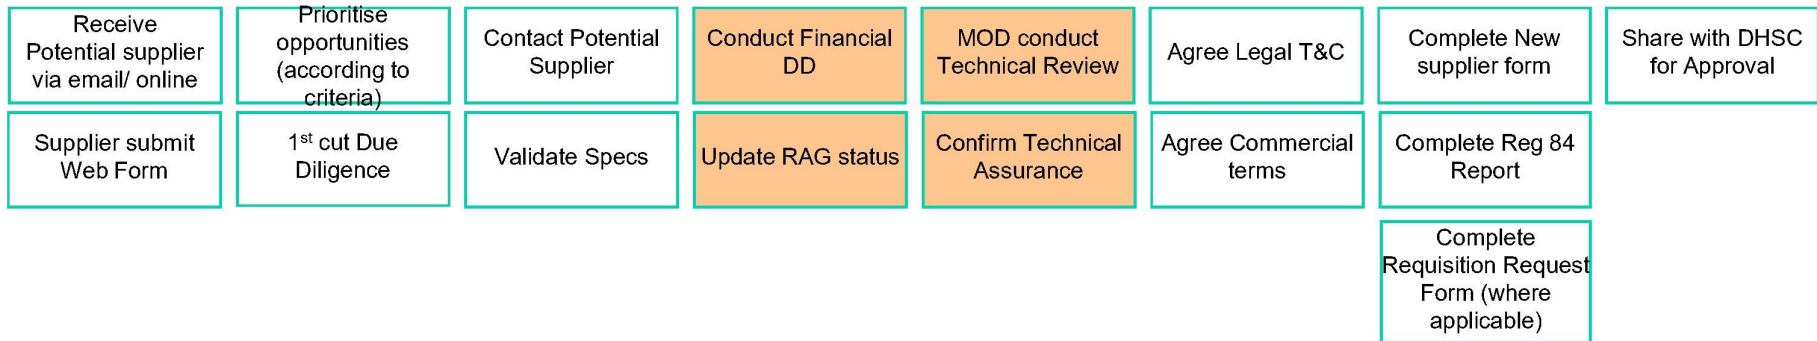 Receive
Potential supplier
via email/ online
Prioritise
opportunities
(according to
criteria)
Contact Potential
Supplier
Conduct Financial
DD
MOD conduct
Technical Review
Agree Legal T&C
Complete New
supplier form
Share with DHSC
for Approval
Supplier submit
Web Form
1st cut Due
Diligence
Validate Specs
Update RAG status
Confirm Technical
Assurance
Agree Commercial
terms
Complete Reg 84
Report
Complete
Requisition Request
Form (where
applicable)